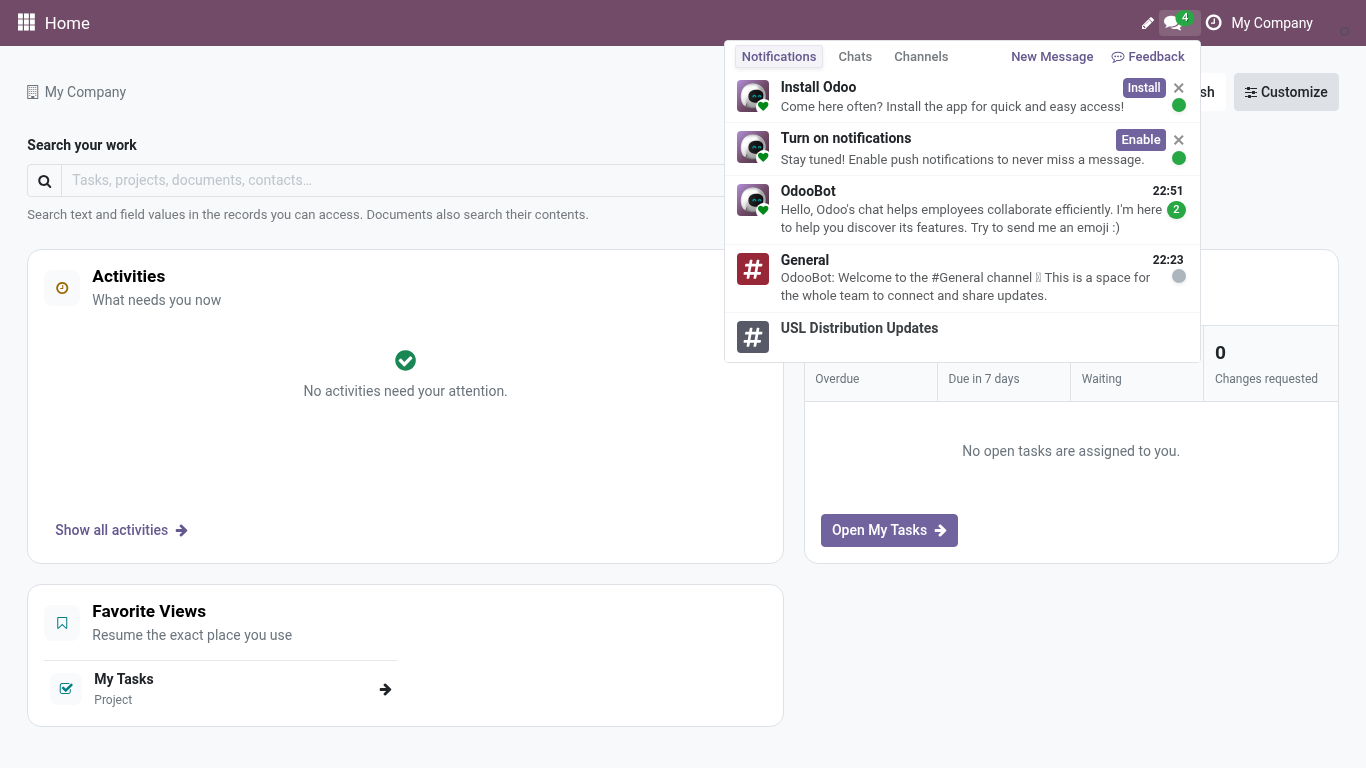 Home
4
My Company
Notifications
Chats
Channels
New Message
Feedback
My Company
sh
Customize
Install Odoo
Install
Come here often? Install the app for quick and easy access!
Turn on notifications
Enable
Stay tuned! Enable push notifications to never miss a message.
OdooBot
22:51
Hello, Odoo's chat helps employees collaborate efficiently. I'm here
to help you discover its features. Try to send me an emoji :)
2
General
22:23
OdooBot: Welcome to the #General channel This is a space for
the whole team to connect and share updates.
USL Distribution Updates
Search your work
Tasks, projects, documents, contacts…
Search text and field values in the records you can access. Documents also search their contents.
Activities
What needs you now
No activities need your attention.
Show all activities
0
Overdue
Due in 7 days
Waiting
Changes requested
No open tasks are assigned to you.
Open My Tasks
Favorite Views
Resume the exact place you use
My Tasks
Project